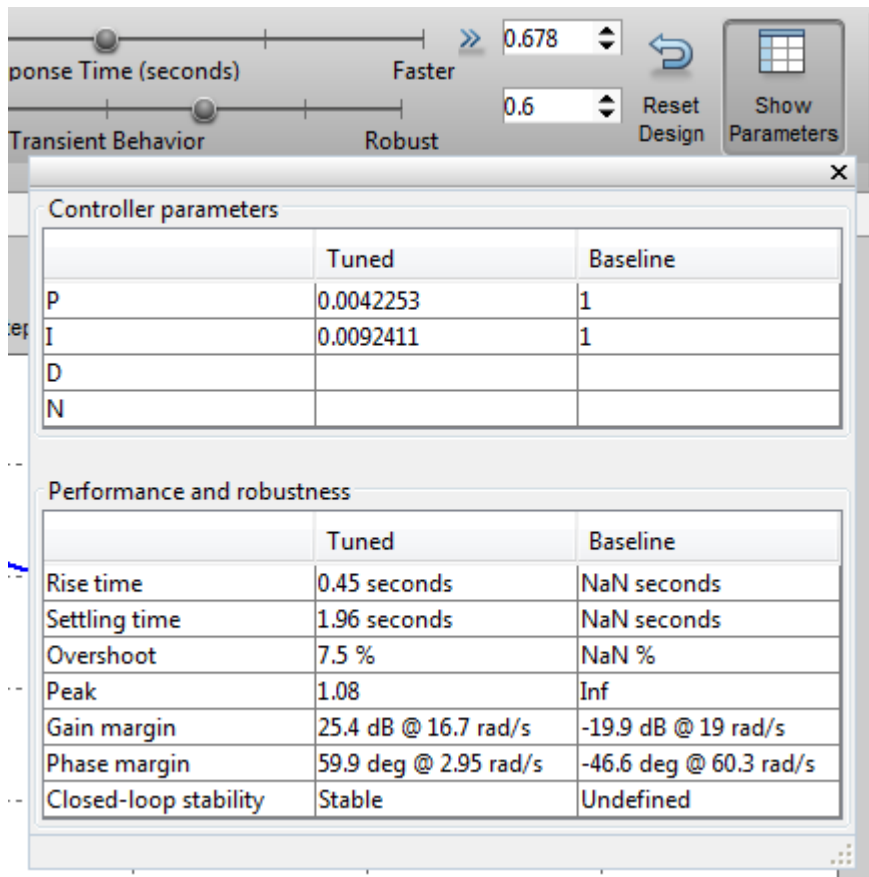 0.678
ponse Time (seconds) Faster
0.6 Reset Show
Transient Behavior Robust Design Parameters
Controller parameters
Tuned Baseline
P 0.0042253 1
I 0.0092411 1
D
N
Performance and robustness
Tuned Baseline
Rise time 0.45 seconds NaN seconds
Settling time 1.96 seconds NaN seconds
Overshoot 7.5 % NaN %
Peak 1.08 Inf
Gain margin 25.4 dB @ 16.7 rad/s -19.9 dB @ 19 rad/s
Phase margin 59.9 deg @ 2.95 rad/s -46.6 deg @ 60.3 rad/s
Closed-loop stability Stable Undefined